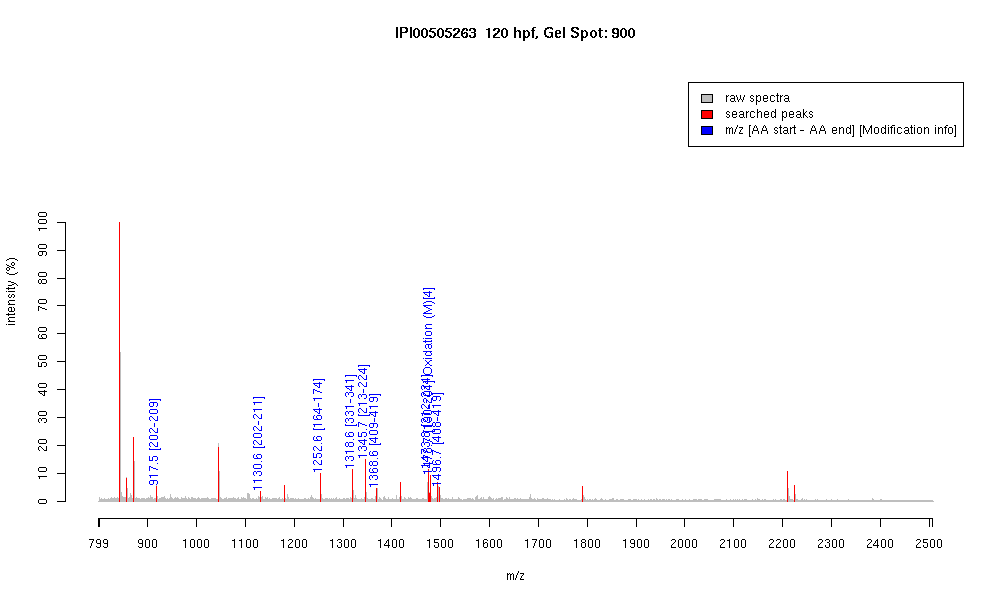 IPI00505263 120 hpf, Gel Spot: 900
raw spectra
searched peaks
m/z [AA start - AA end] [Modification info]
intensity (%)
100
90
80
70
60
50
40
30
20
10
0
917.5 [202-209]
1130.6 [202-211]
1252.6 [164-174]
1318.6 [331-341]
1345.7 [213-224]
1368.6 [409-419]
Oxidation (M)[4]
1496.7 [408-419]
799 900 1000 1100 1200 1300 1400 1500 1600 1700 1800 1900 2000 2100 2200 2300 2400 2500
m/z